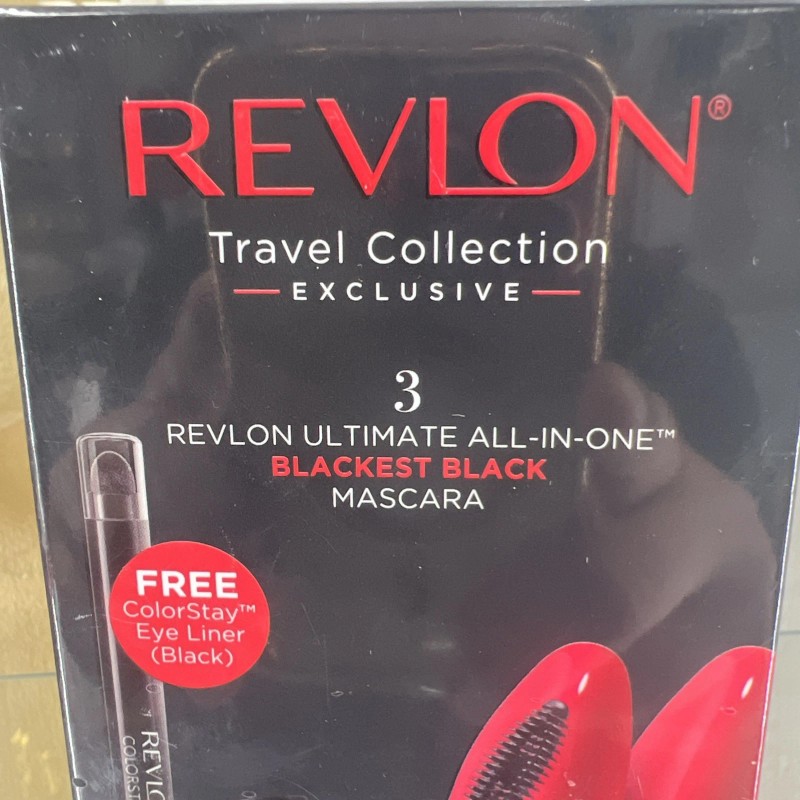 REVLON®
Travel Collection
EXCLUSIVE
3
REVLON ULTIMATE ALL-IN-ONE™
BLACKEST BLACK
MASCARA
FREE
ColorStay™
Eye Liner
(Black)